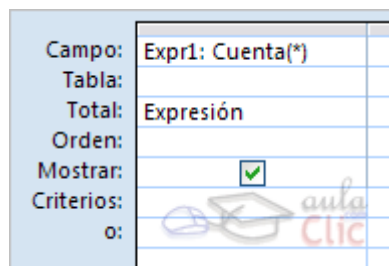 Campo: Expr1: Cuenta(*)
Tabla:
Total: Expresión
Orden:
Mostrar:
Criterios:
o:
aula
Clic